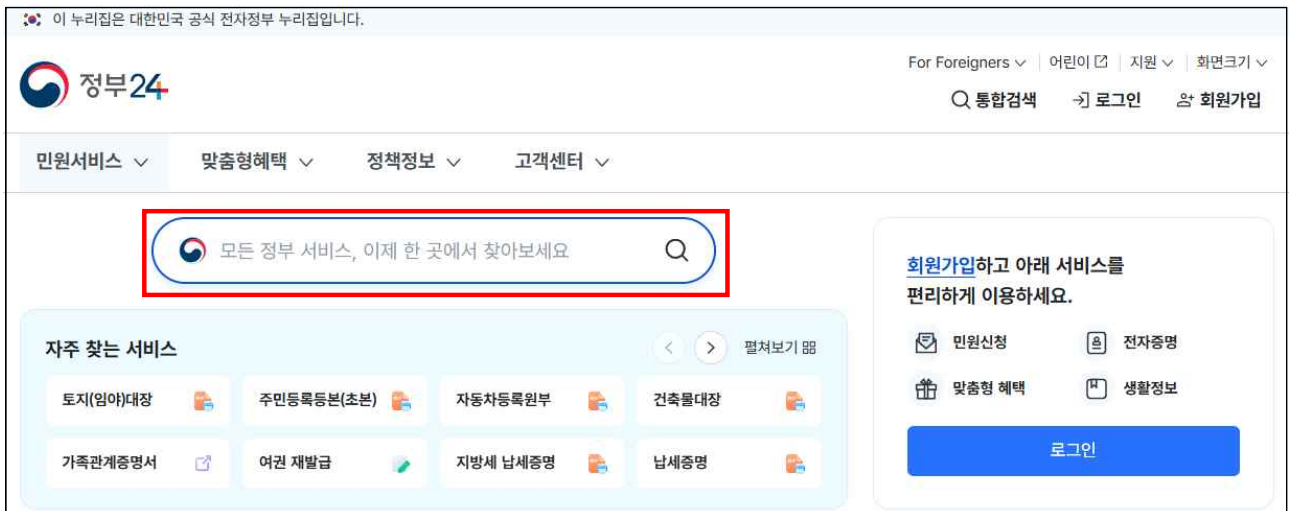 이 누리집은 대한민국 공식 전자정부 누리집입니다.
정부24
For Foreigners 어린이 지원 화면크기
통합검색 로그인 회원가입
민원서비스 맞춤형혜택 정책정보 고객센터
모든 정부 서비스, 이제 한 곳에서 찾아보세요
회원가입하고 아래 서비스를
편리하게 이용하세요.
민원신청 전자증명
맞춤형 혜택 생활정보
로그인
자주 찾는 서비스 펼쳐보기
토지(임야)대장 주민등록등본(초본) 자동차등록원부 건축물대장
가족관계증명서 여권 재발급 지방세 납세증명 납세증명